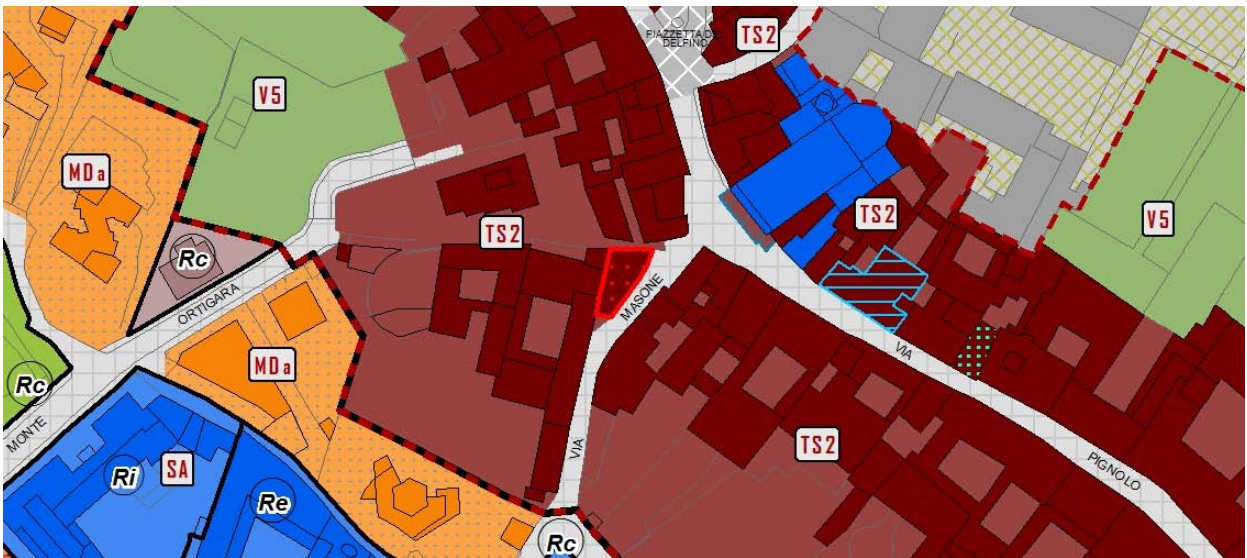 PIAZZETTA DEL
DELFINO
TS2
V5
MDa
Rc
ORTIGARA
TS2
TS2
V5
MASONE
VIA
MDa
Rc
MONTE
VIA
TS2
PIGNOLO
Ri
SA
Re
Rc